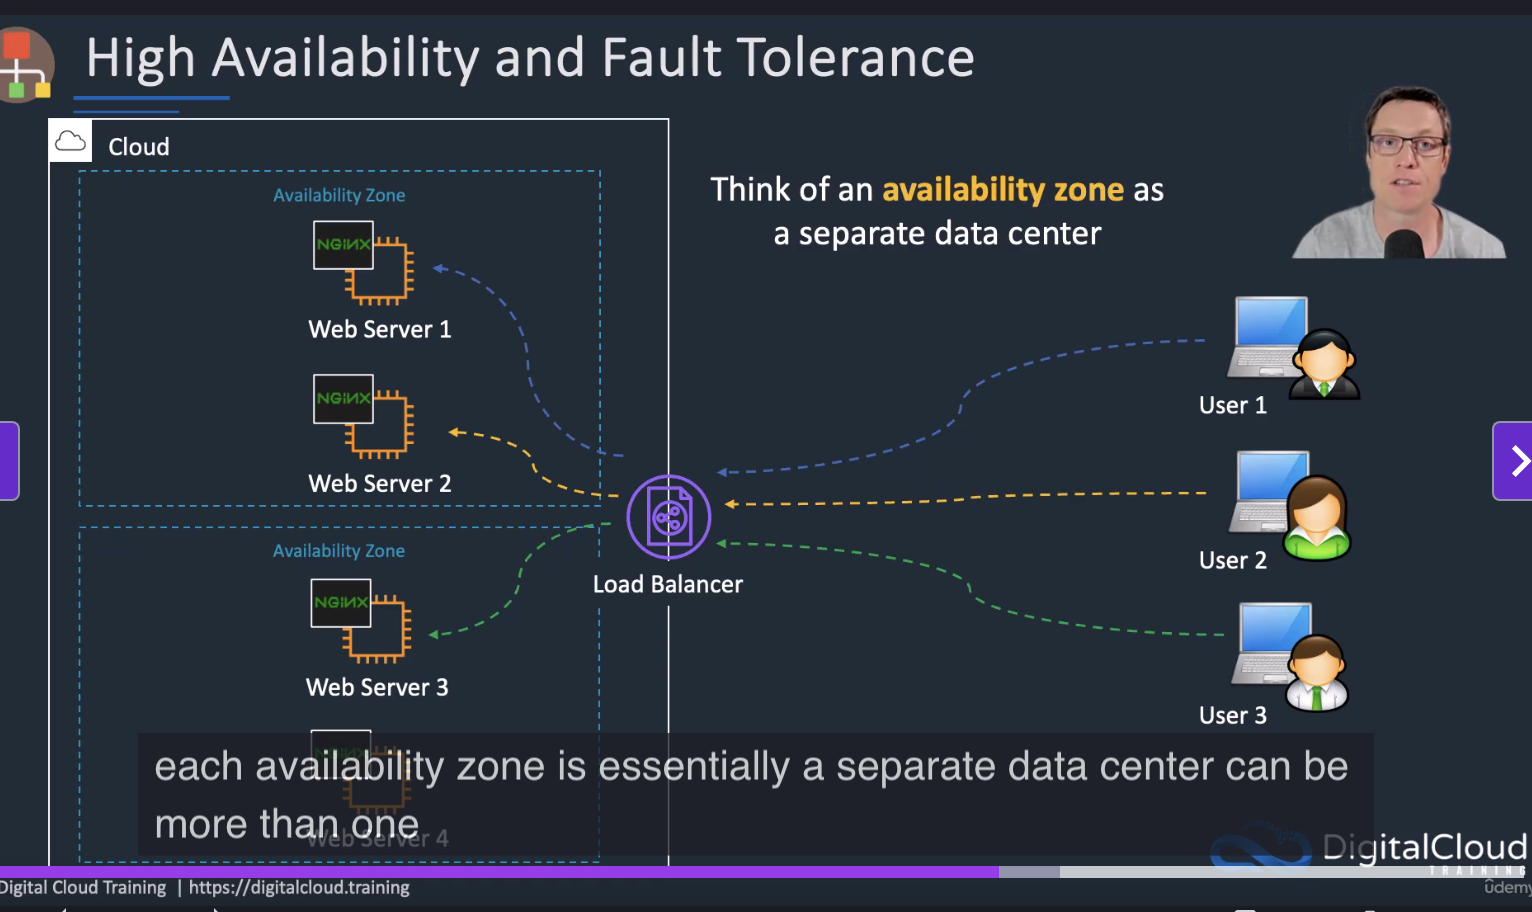 High Availability and Fault Tolerance
Cloud
Availability Zone
NGINX
Web Server 1
NGINX
Web Server 2
Availability Zone
NGINX
Web Server 3
NGINX
Web Server 4
Load Balancer
Think of an availability zone as
a separate data center
User 1
User 2
User 3
each availability zone is essentially a separate data center can be
more than one
DigitalCloud
TRAINING
Digital Cloud Training | https://digitalcloud.training
ûdemy